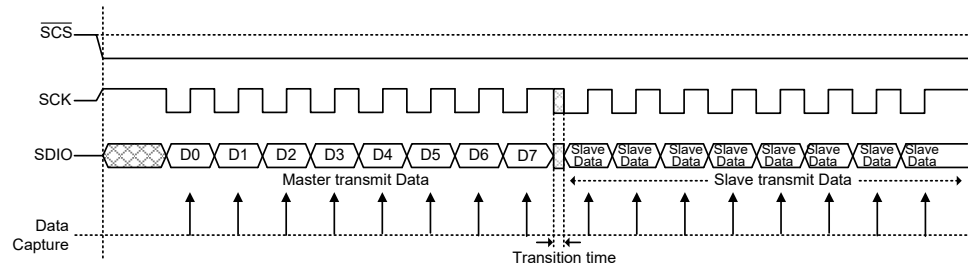 SCS
SCK
SDIO
D0 D1 D2 D3 D4 D5 D6 D7
Slave Data Slave Data Slave Data Slave Data Slave Data Slave Data Slave Data Slave Data
Master transmit Data
Slave transmit Data
Data
Capture
Transition time